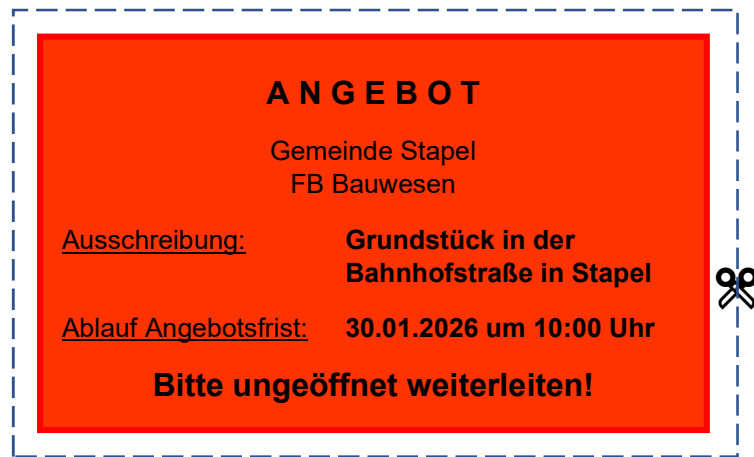 A N G E B O T
Gemeinde Stapel
FB Bauwesen
Ausschreibung: Grundstück in der
Bahnhofstraße in Stapel
Ablauf Angebotsfrist: 30.01.2026 um 10:00 Uhr
Bitte ungeöffnet weiterleiten!